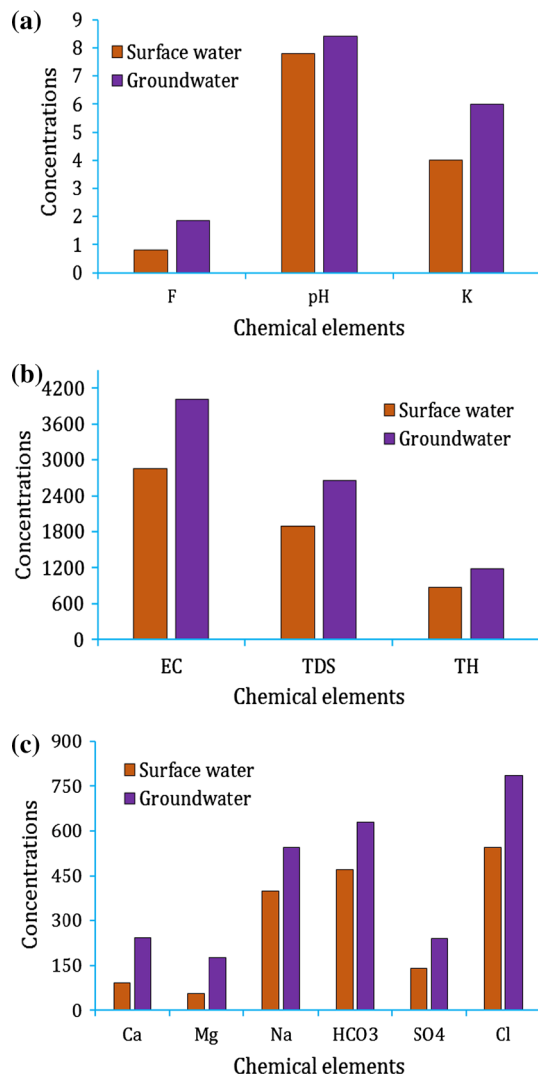 (a)
9
8
7
6
5
4
3
2
1
0
Concentrations
Surface water
Groundwater
F pH K
Chemical elements
(b)
4200
3600
3000
2400
1800
1200
600
0
Concentrations
Surface water
Groundwater
EC TDS TH
Chemical elements
(c)
900
750
600
450
300
150
0
Concentrations
Surface water
Groundwater
Ca Mg Na HCO3 SO4 Cl
Chemical elements